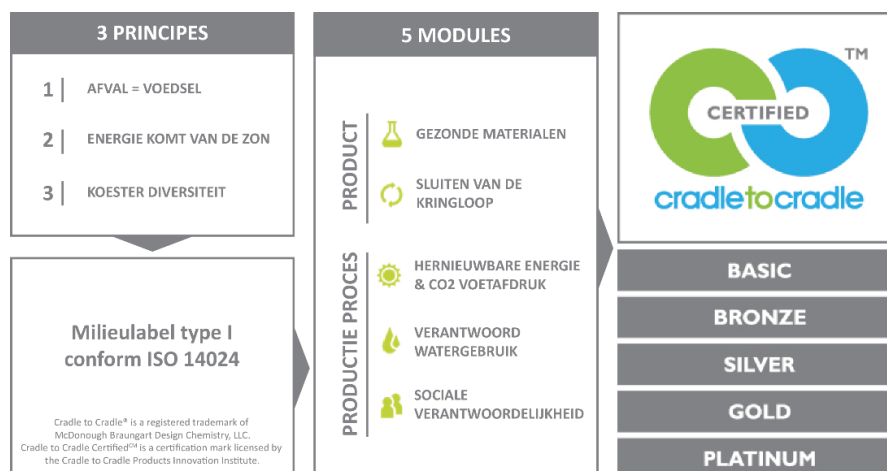 3 PRINCIPES
1 AFVAL = VOEDSEL
2 ENERGIE KOMT VAN DE ZON
3 KOESTER DIVERSITEIT
Milieulabel type I
conform ISO 14024
Cradle to Cradle® is a registered trademark of
McDonough Braungart Design Chemistry, LLC.
Cradle to Cradle Certified℠ is a certification mark licensed by
the Cradle to Cradle Products Innovation Institute.
5 MODULES
PRODUCT
GEZONDE MATERIALEN
SLUITEN VAN DE
KRINGLOOP
PRODUCTIE PROCES
HERNIEUWBARE ENERGIE
& CO2 VOETAFDRUK
VERANTWOORD
WATERGEBRUIK
SOCIALE
VERANTWOORDELIJKHEID
TM
CERTIFIED
cradletocradle
BASIC
BRONZE
SILVER
GOLD
PLATINUM